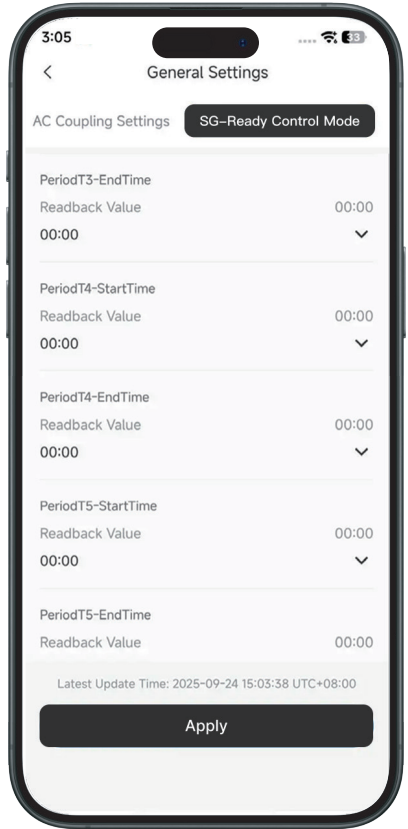 3:05
33
General Settings
AC Coupling Settings
SG-Ready Control Mode
PeriodT3-EndTime
Readback Value 00:00
00:00
PeriodT4-StartTime
Readback Value 00:00
00:00
PeriodT4-EndTime
Readback Value 00:00
00:00
PeriodT5-StartTime
Readback Value 00:00
00:00
PeriodT5-EndTime
Readback Value 00:00
Latest Update Time: 2025-09-24 15:03:38 UTC+08:00
Apply